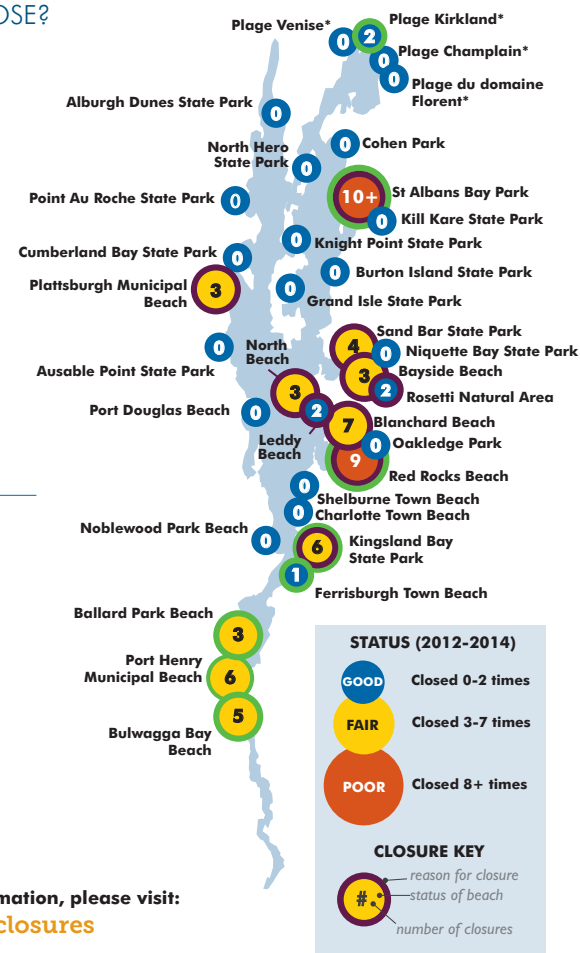 OSE?
Plage Venise*
0
Plage Kirkland*
2
Plage Champlain*
0
Plage du domaine
Florent*
0
Alburgh Dunes State Park
0
Cohen Park
0
North Hero
State Park
0
St Albans Bay Park
10+
Point Au Roche State Park
0
Kill Kare State Park
0
Knight Point State Park
0
Cumberland Bay State Park
0
Burton Island State Park
0
Plattsburgh Municipal
Beach
3
Grand Isle State Park
0
Sand Bar State Park
4
Niquette Bay State Park
0
Ausable Point State Park
0
North
Beach
3
Bayside Beach
3
Rosetti Natural Area
2
Port Douglas Beach
0
Leddy
Beach
2
Blanchard Beach
7
Oakledge Park
0
Red Rocks Beach
9
Shelburne Town Beach
0
Charlotte Town Beach
0
Noblewood Park Beach
0
Kingsland Bay
State Park
6
Ferrisburgh Town Beach
1
Ballard Park Beach
3
Port Henry
Municipal Beach
6
Bulwagga Bay
Beach
5
STATUS (2012-2014)
GOOD
Closed 0-2 times
FAIR
Closed 3-7 times
POOR
Closed 8+ times
CLOSURE KEY
#
reason for closure
status of beach
number of closures
mation, please visit:
closures